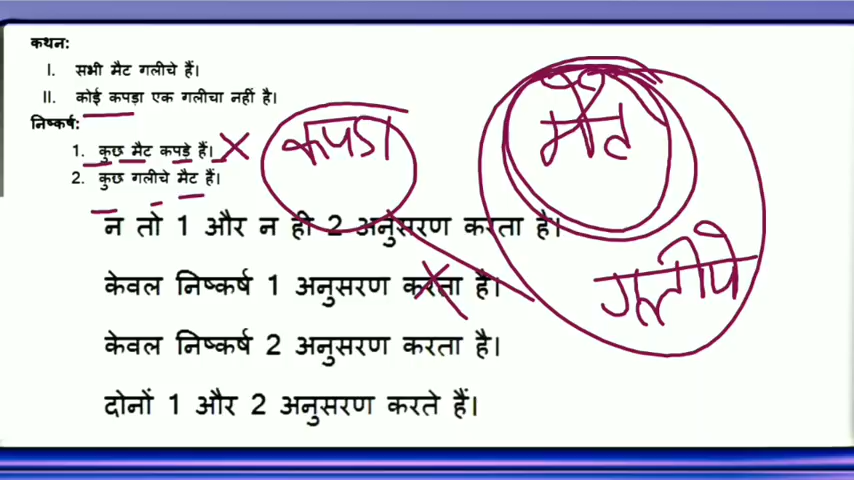 कथन:
I. सभी मैट गलीचे हैं।
II. कोई कपड़ा एक गलीचा नहीं है।
निष्कर्ष:
1. कुछ मैट कपड़े हैं।
2. कुछ गलीचे मैट हैं।
कपडा
मैट
गलीचे
न तो 1 और न ही 2 अनुसरण करता है।
केवल निष्कर्ष 1 अनुसरण करता है।
केवल निष्कर्ष 2 अनुसरण करता है।
दोनों 1 और 2 अनुसरण करते हैं।